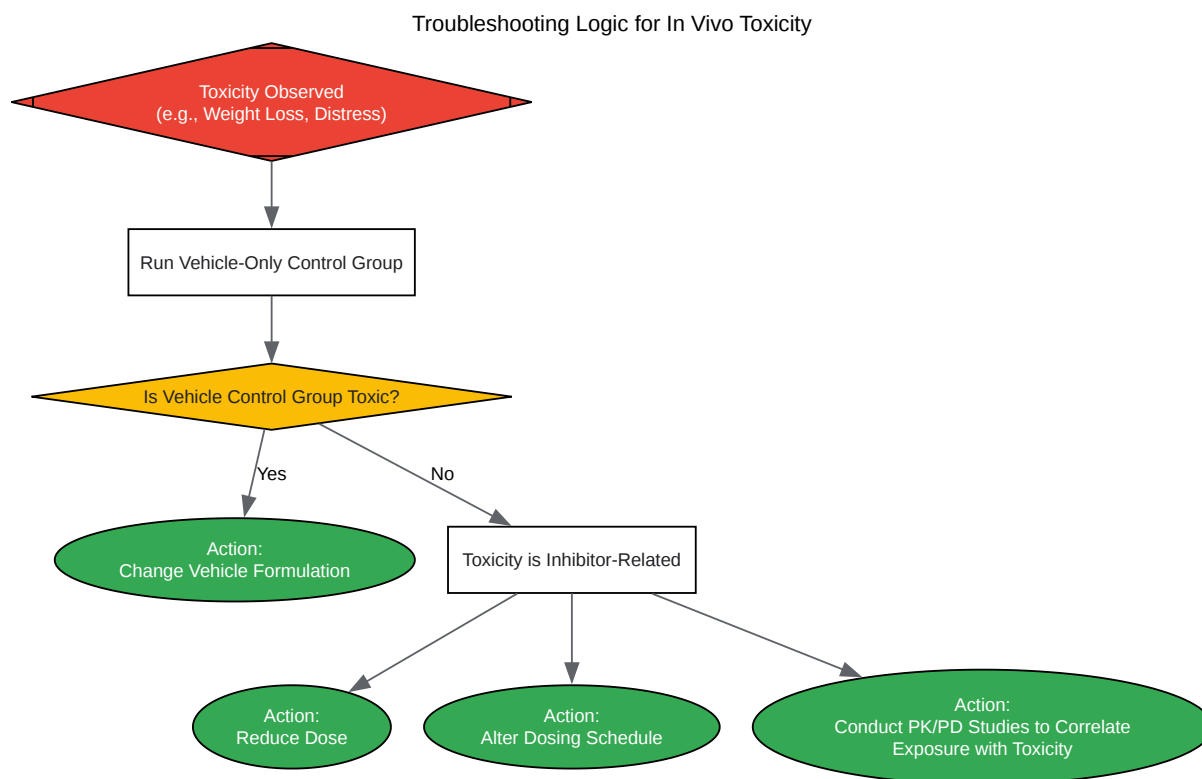 Troubleshooting Logic for In Vivo Toxicity
Toxicity Observed
(e.g., Weight Loss, Distress)
Run Vehicle-Only Control Group
Is Vehicle Control Group Toxic?
Yes
No
Action:
Change Vehicle Formulation
Toxicity is Inhibitor-Related
Action:
Reduce Dose
Action:
Alter Dosing Schedule
Action:
Conduct PK/PD Studies to Correlate
Exposure with Toxicity